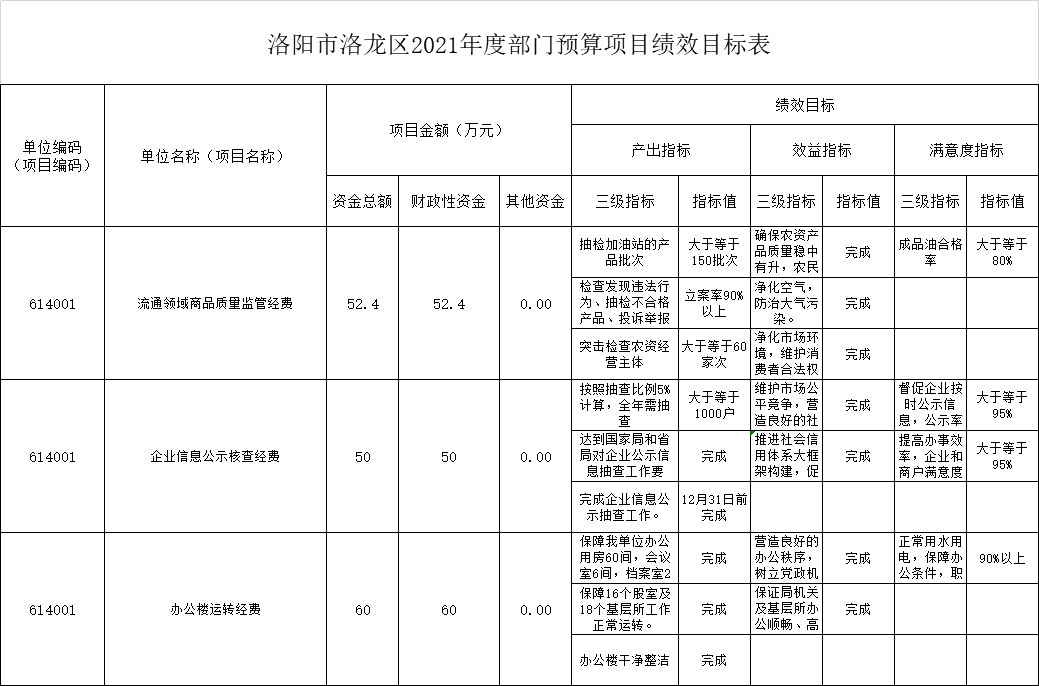 洛阳市洛龙区2021年度部门预算项目绩效目标表
单位编码
（项目编码）
单位名称（项目名称）
项目金额（万元）
绩效目标
产出指标
效益指标
满意度指标
资金总额
财政性资金
其他资金
三级指标
指标值
三级指标
指标值
三级指标
指标值
614001
流通领域商品质量监管经费
52.4
52.4
0.00
抽检加油站的产
品批次
大于等于
150批次
确保农资产
品质量稳中
有升，农民
完成
成品油合格
率
大于等于
80%
检查发现违法行
为、抽检不合格
产品、投诉举报
立案率90%
以上
净化空气，
防治大气污
染。
完成
突击检查农资经
营主体
大于等于60
家次
净化市场环
境，维护消
费者合法权
完成
614001
企业信息公示核查经费
50
50
0.00
按照抽查比例5%
计算，全年需抽
查
大于等于
1000户
维护市场公
平竞争，营
造良好的社
完成
督促企业按
时公示信
息，公示率
大于等于
95%
达到国家局和省
局对企业公示信
息抽查工作要
完成
推进社会信
用体系大框
架构建，促
完成
提高办事效
率，企业和
商户满意度
大于等于
95%
完成企业信息公
示抽查工作。
12月31日前
完成
614001
办公楼运转经费
60
60
0.00
保障我单位办公
用房60间，会议
室6间，档案室2
完成
营造良好的
办公秩序，
树立党政机
完成
正常用水用
电，保障办
公条件，职
90%以上
保障16个股室及
18个基层所工作
正常运转。
完成
保证局机关
及基层所办
公顺畅、高
完成
办公楼干净整洁
完成